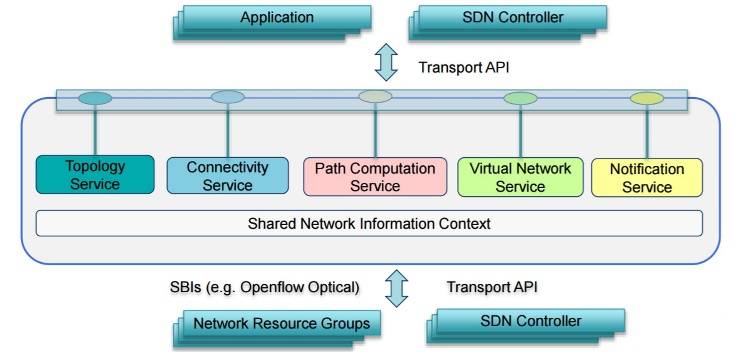 Application
SDN Controller
Transport API
Topology
Service
Connectivity
Service
Path Computation
Service
Virtual Network
Service
Notification
Service
Shared Network Information Context
SBIs (e.g. Openflow Optical)
Transport API
Network Resource Groups
SDN Controller